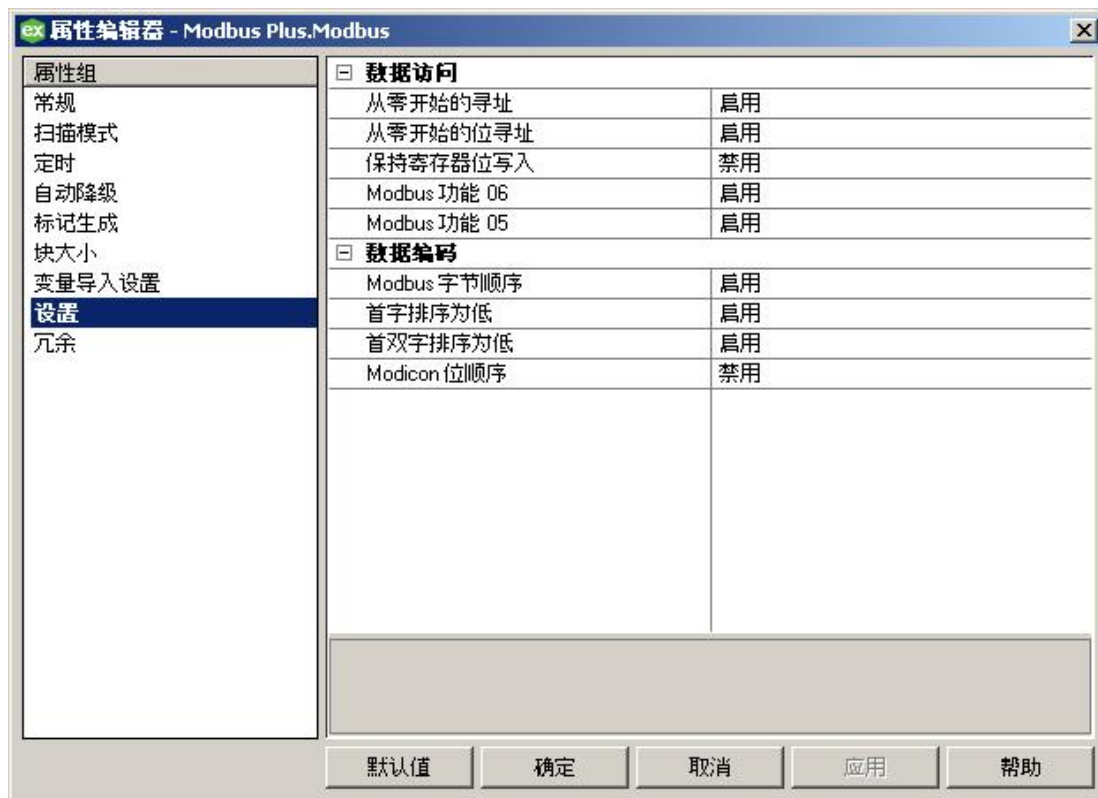 ex 属性编辑器 - Modbus Plus.Modbus
属性组
常规
扫描模式
定时
自动降级
标记生成
块大小
变量导入设置
设置
冗余
数据访问
从零开始的寻址 启用
从零开始的位寻址 启用
保持寄存器位写入 禁用
Modbus 功能 06 启用
Modbus 功能 05 启用
数据编码
Modbus 字节顺序 启用
首字排序为低 启用
首双字排序为低 启用
Modicon 位顺序 禁用
默认值 确定 取消 应用 帮助